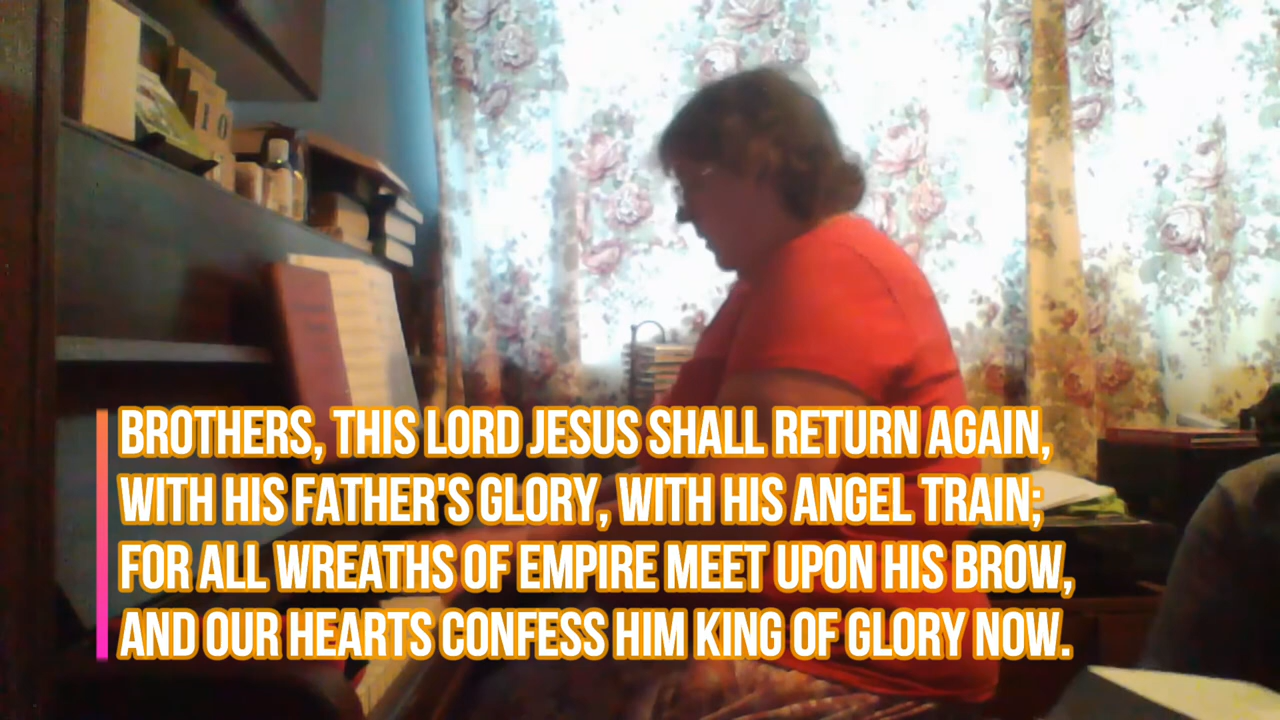 BROTHERS, THIS LORD JESUS SHALL RETURN AGAIN,
WITH HIS FATHER'S GLORY, WITH HIS ANGEL TRAIN;
FOR ALL WREATHS OF EMPIRE MEET UPON HIS BROW,
AND OUR HEARTS CONFESS HIM KING OF GLORY NOW.